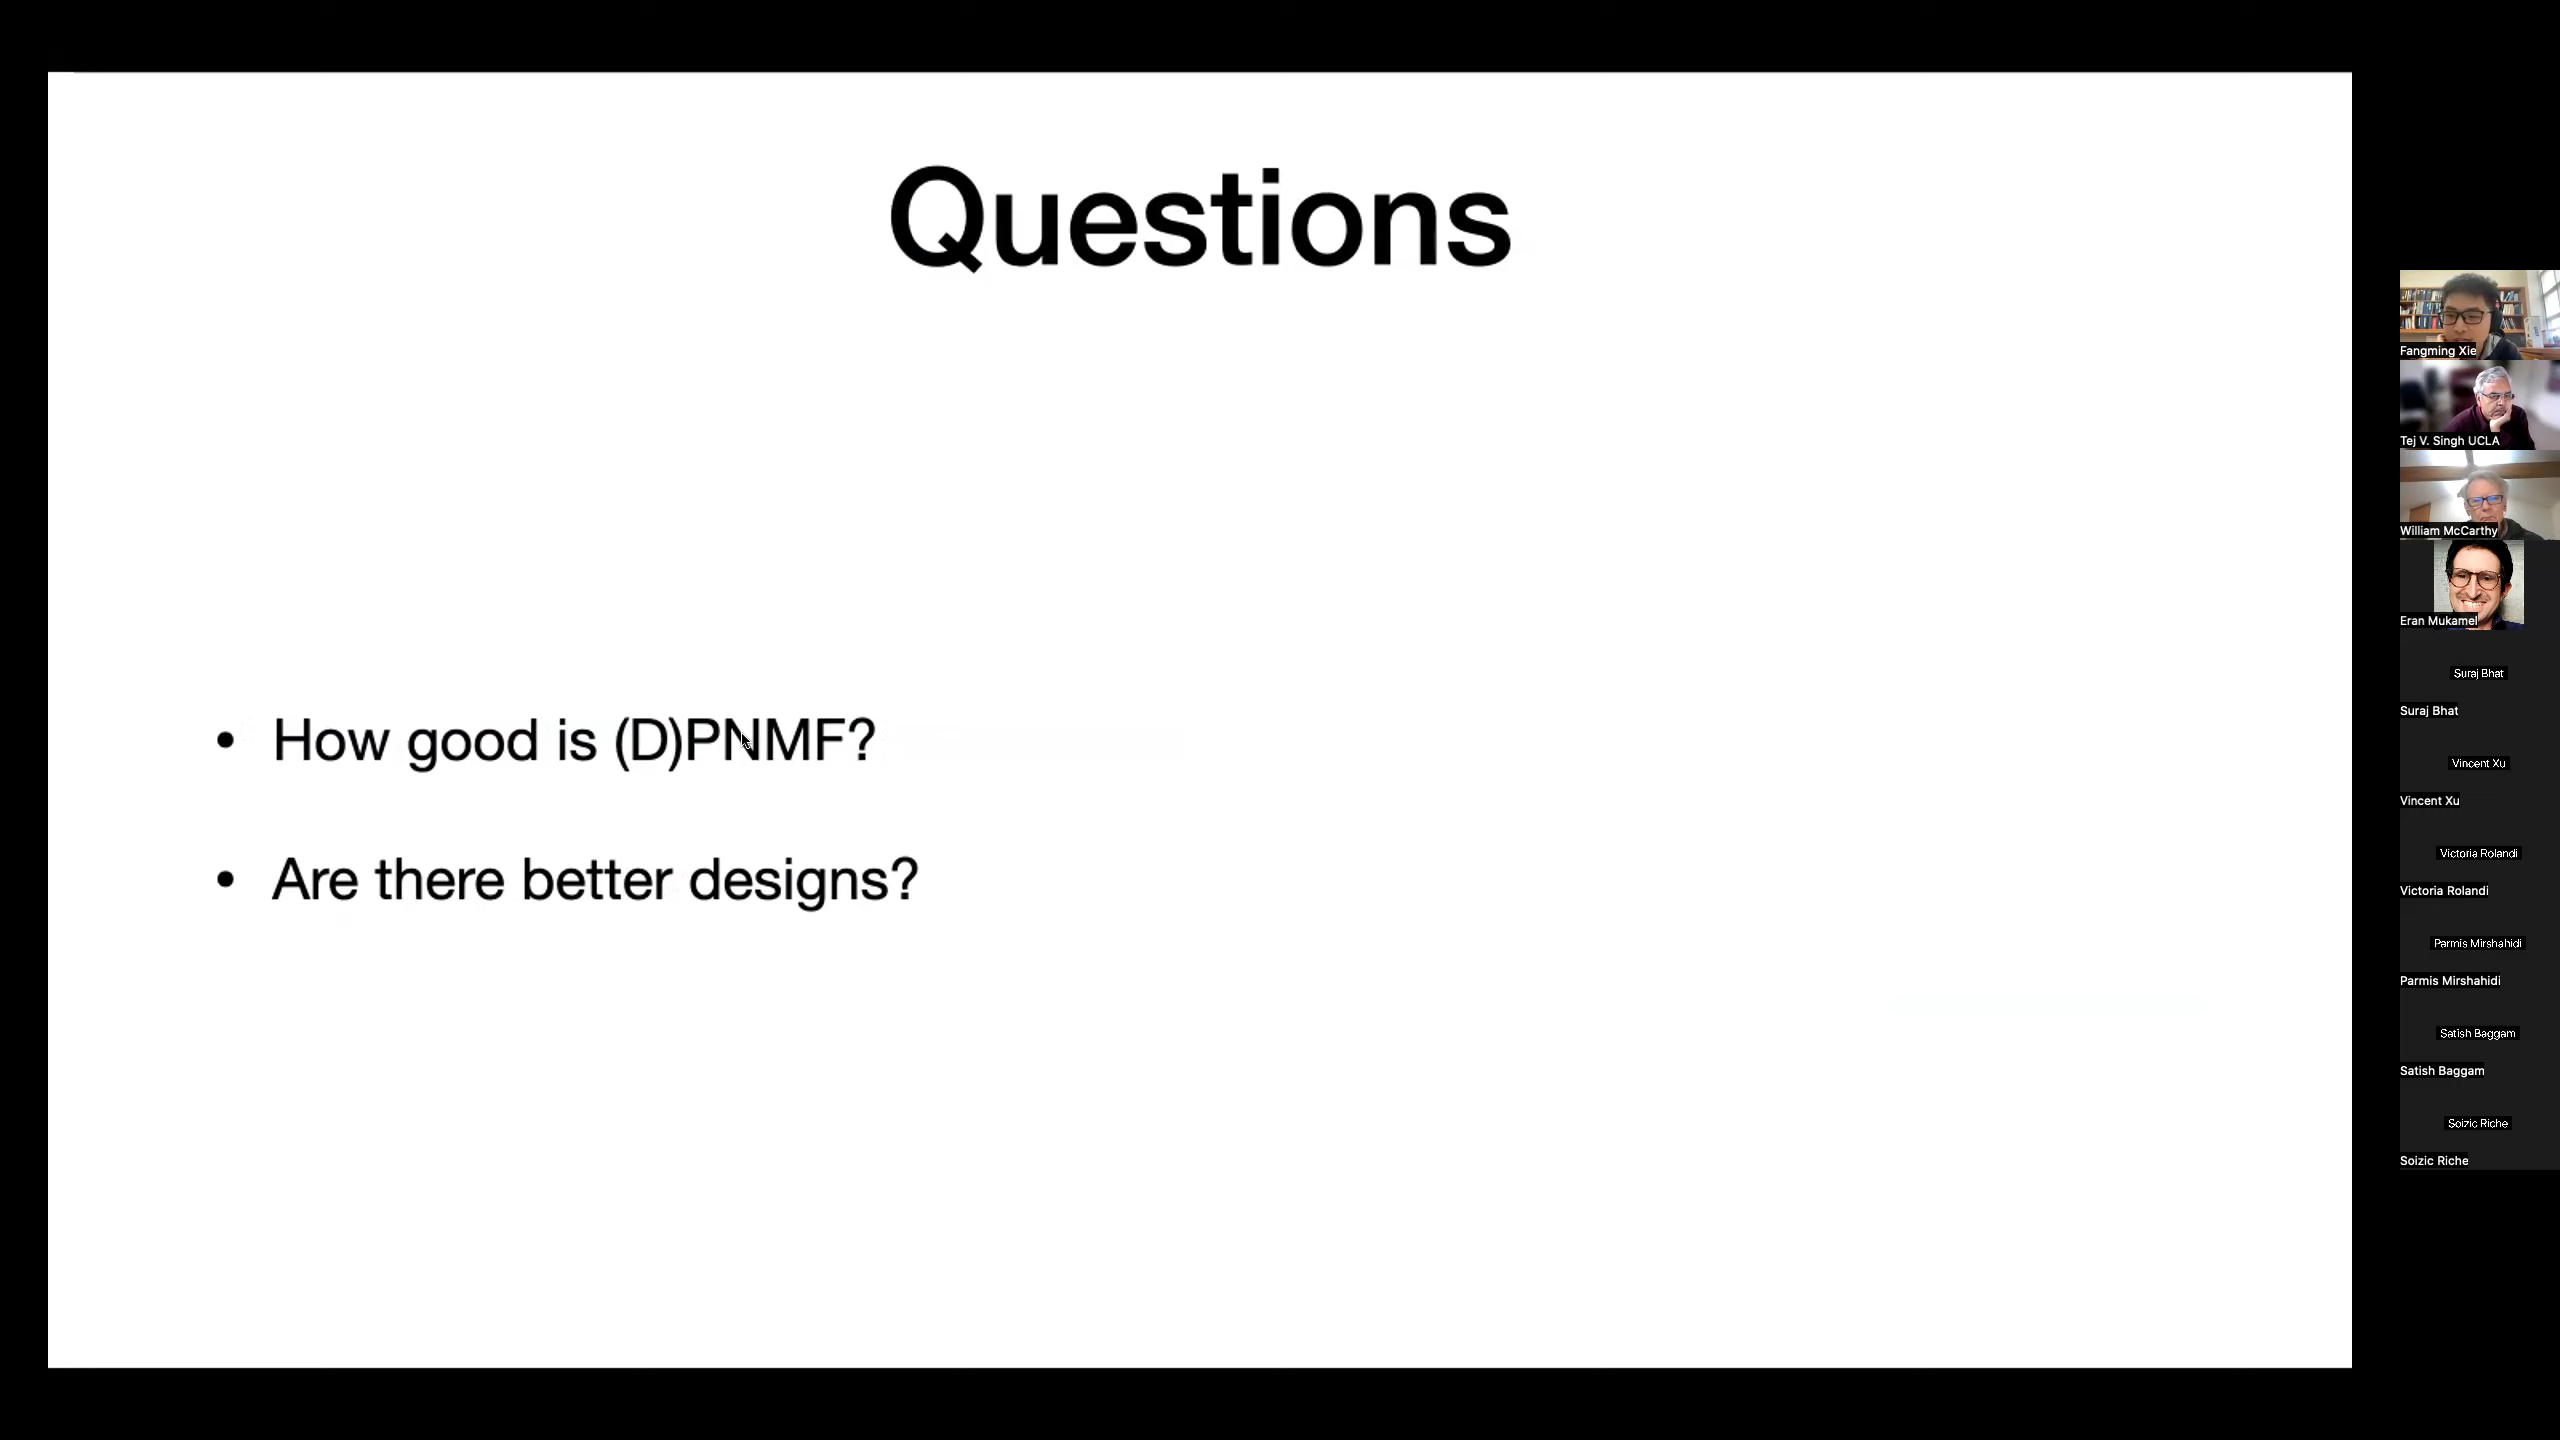 Questions
• How good is (D)PNMF?
• Are there better designs?
Fangming Xie
Tej V. Singh UCLA
William McCarthy
Eran Mukamel
Suraj Bhat
Suraj Bhat
Vincent Xu
Vincent Xu
Victoria Rolandi
Victoria Rolandi
Parmis Mirshahidi
Parmis Mirshahidi
Satish Baggam
Satish Baggam
Soizic Riche
Soizic Riche